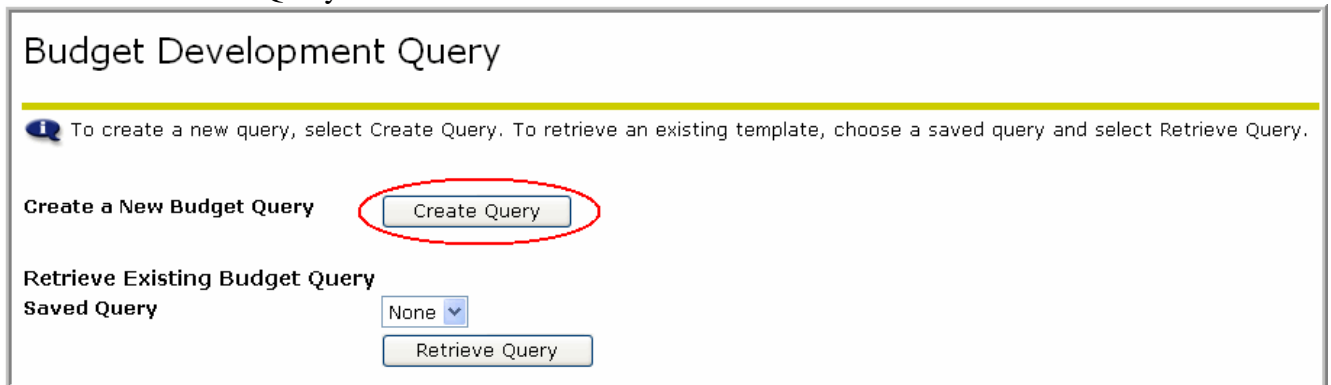 Budget Development Query
To create a new query, select Create Query. To retrieve an existing template, choose a saved query and select Retrieve Query.
Create a New Budget Query Create Query
Retrieve Existing Budget Query
Saved Query None
Retrieve Query